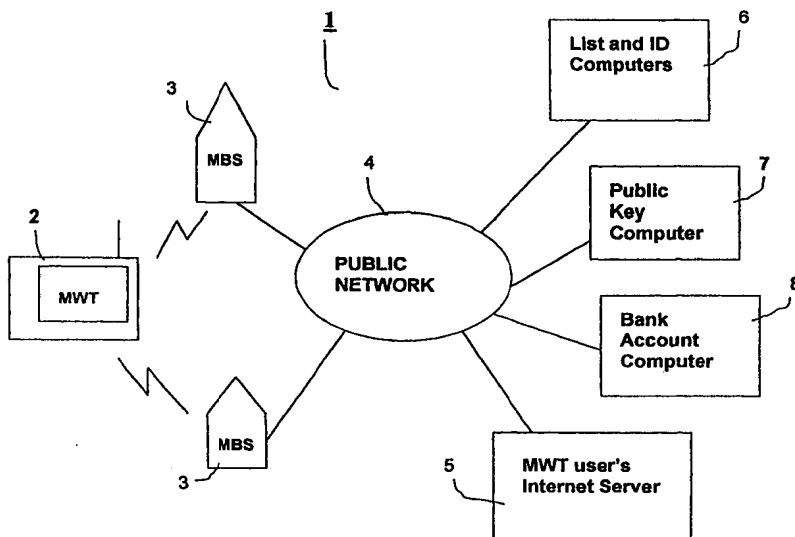 1
List and ID
Computers
6
3
MBS
4
Public
Key
Computer
7
2
MWT
PUBLIC
NETWORK
Bank
Account
Computer
8
MBS
3
5
MWT user's
Internet Server